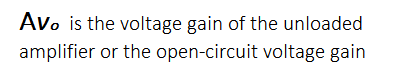 Avo is the voltage gain of the unloaded
amplifier or the open-circuit voltage gain